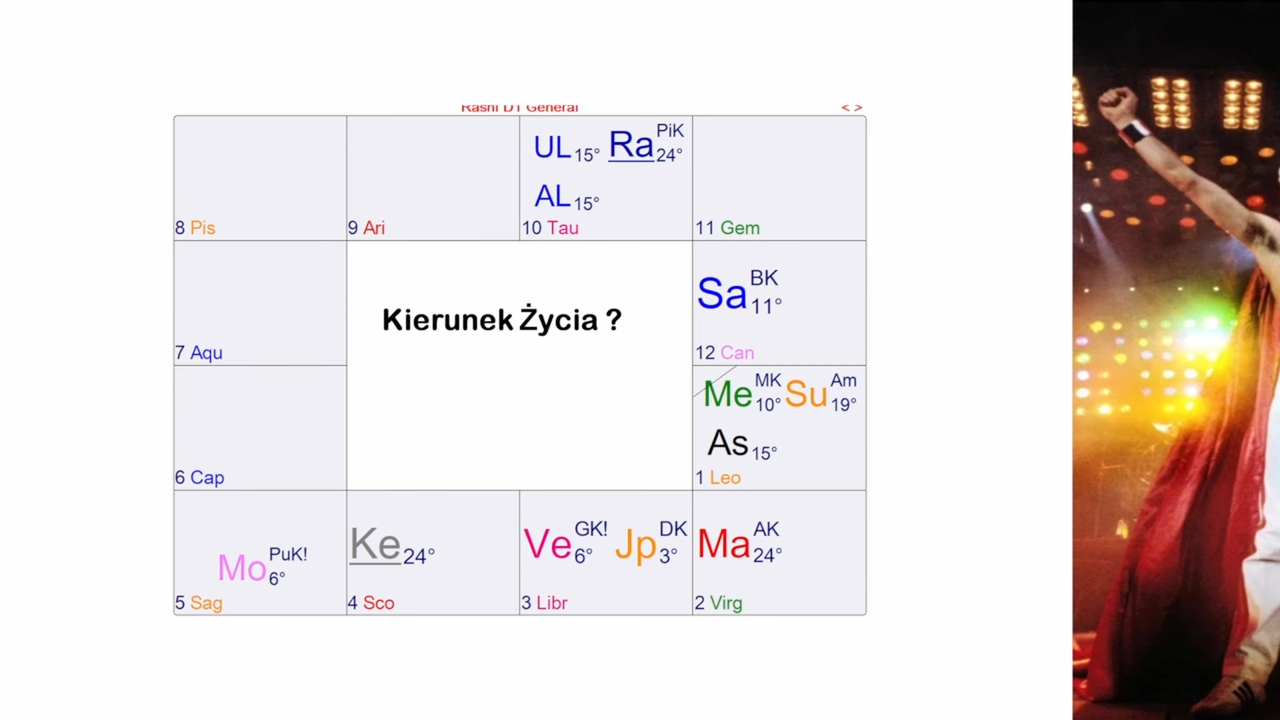 Rashi D1 General < >
UL 15° Ra PiK 24°
AL 15°
8 Pis 9 Ari 10 Tau 11 Gem
Kierunek Życia ?
Sa BK 11°
7 Aqu 12 Can
Me MK 10° Su Am 19°
As 15°
6 Cap 1 Leo
Mo PuK! 6° Ke 24° Ve GK! 6° Jp DK 3° Ma AK 24°
5 Sag 4 Sco 3 Libr 2 Virg